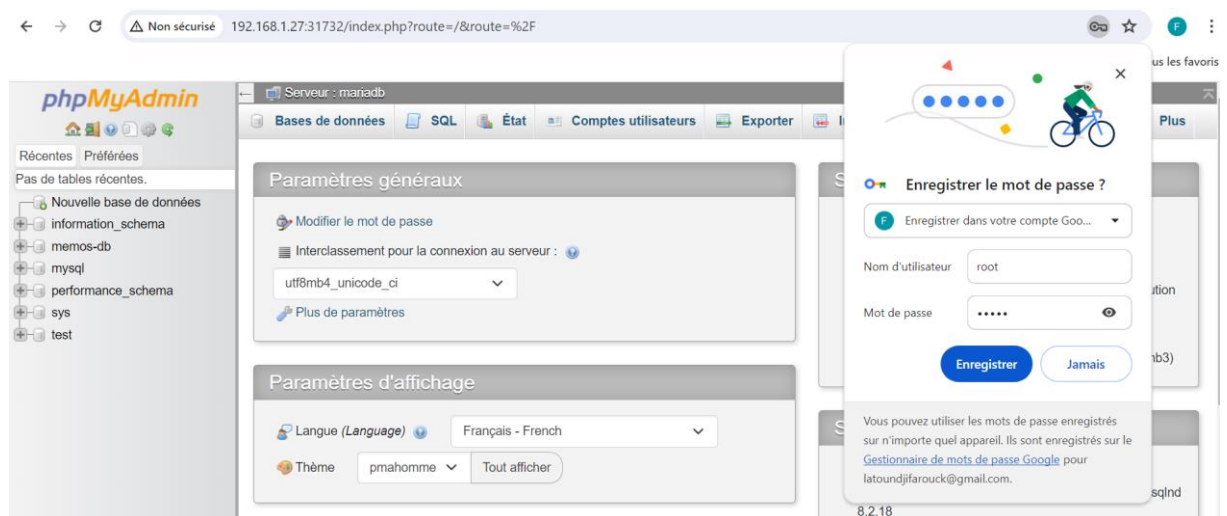 Non sécurisé 192.168.1.27:31732/index.php?route=/&route=%2F
F
us les favoris
phpMyAdmin
Récentes Préférées
Pas de tables récentes.
Nouvelle base de données
information_schema
memos-db
mysql
performance_schema
sys
test
Serveur : mariadb
Bases de données SQL État Comptes utilisateurs Exporter Plus
Paramètres généraux
Modifier le mot de passe
Interclassement pour la connexion au serveur :
utf8mb4_unicode_ci
Plus de paramètres
Paramètres d'affichage
Langue (Language) Français - French
Thème pmahomme Tout afficher
Enregistrer le mot de passe ?
F Enregistrer dans votre compte Goo...
Nom d'utilisateur root
Mot de passe •••••
Enregistrer Jamais
Vous pouvez utiliser les mots de passe enregistrés
sur n'importe quel appareil. Ils sont enregistrés sur le
Gestionnaire de mots de passe Google pour
latoundjifarouck@gmail.com.
8.2.18